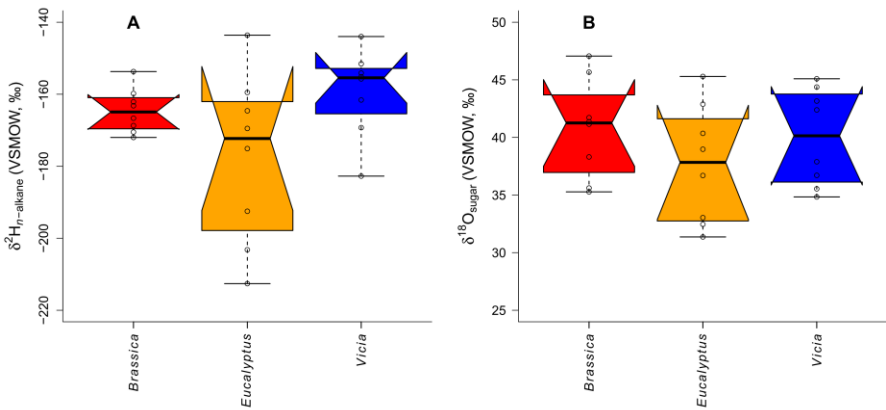 A
δ²Hn−alkane (VSMOW, ‰)
−140
−160
−180
−200
−220
Brassica
Eucalyptus
Vicia
B
δ¹⁸Osugar (VSMOW, ‰)
50
45
40
35
30
25
Brassica
Eucalyptus
Vicia